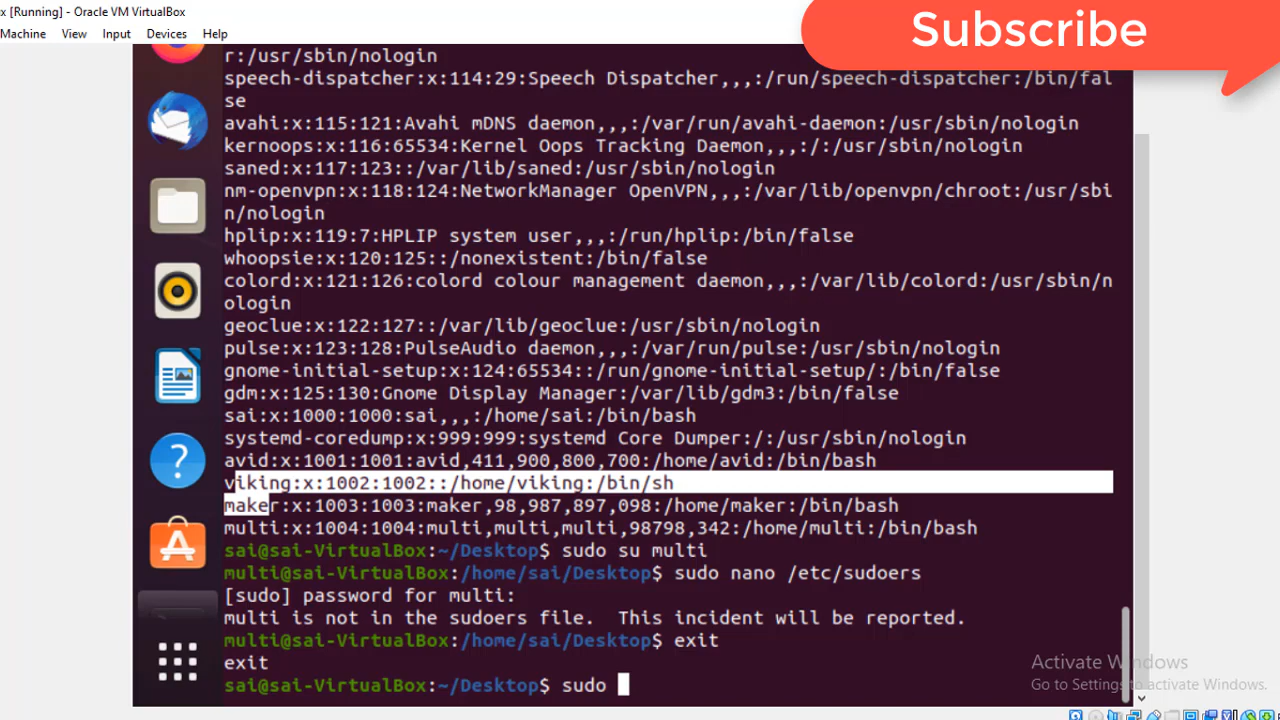 x [Running] - Oracle VM VirtualBox
Machine View Input Devices Help
Subscribe
r:/usr/sbin/nologin
speech-dispatcher:x:114:29:Speech Dispatcher,,,:/run/speech-dispatcher:/bin/fal
se
avahi:x:115:121:Avahi mDNS daemon,,,:/var/run/avahi-daemon:/usr/sbin/nologin
kernoops:x:116:65534:Kernel Oops Tracking Daemon,,,:/:/usr/sbin/nologin
saned:x:117:123::/var/lib/saned:/usr/sbin/nologin
nm-openvpn:x:118:124:NetworkManager OpenVPN,,,:/var/lib/openvpn/chroot:/usr/sbi
n/nologin
hplip:x:119:7:HPLIP system user,,,:/run/hplip:/bin/false
whoopsie:x:120:125::/nonexistent:/bin/false
colord:x:121:126:colord colour management daemon,,,:/var/lib/colord:/usr/sbin/n
ologin
geoclue:x:122:127::/var/lib/geoclue:/usr/sbin/nologin
pulse:x:123:128:PulseAudio daemon,,,:/var/run/pulse:/usr/sbin/nologin
gnome-initial-setup:x:124:65534::/run/gnome-initial-setup/:/bin/false
gdm:x:125:130:Gnome Display Manager:/var/lib/gdm3:/bin/false
sai:x:1000:1000:sai,,,:/home/sai:/bin/bash
systemd-coredump:x:999:999:systemd Core Dumper:/:/usr/sbin/nologin
avid:x:1001:1001:avid,411,900,800,700:/home/avid:/bin/bash
viking:x:1002:1002::/home/viking:/bin/sh
maker:x:1003:1003:maker,98,987,897,098:/home/maker:/bin/bash
multi:x:1004:1004:multi,multi,multi,98798,342:/home/multi:/bin/bash
sai@sai-VirtualBox:~/Desktop$ sudo su multi
multi@sai-VirtualBox:/home/sai/Desktop$ sudo nano /etc/sudoers
[sudo] password for multi:
multi is not in the sudoers file.  This incident will be reported.
multi@sai-VirtualBox:/home/sai/Desktop$ exit
exit
sai@sai-VirtualBox:~/Desktop$ sudo
Activate Windows
Go to Settings to activate Windows.